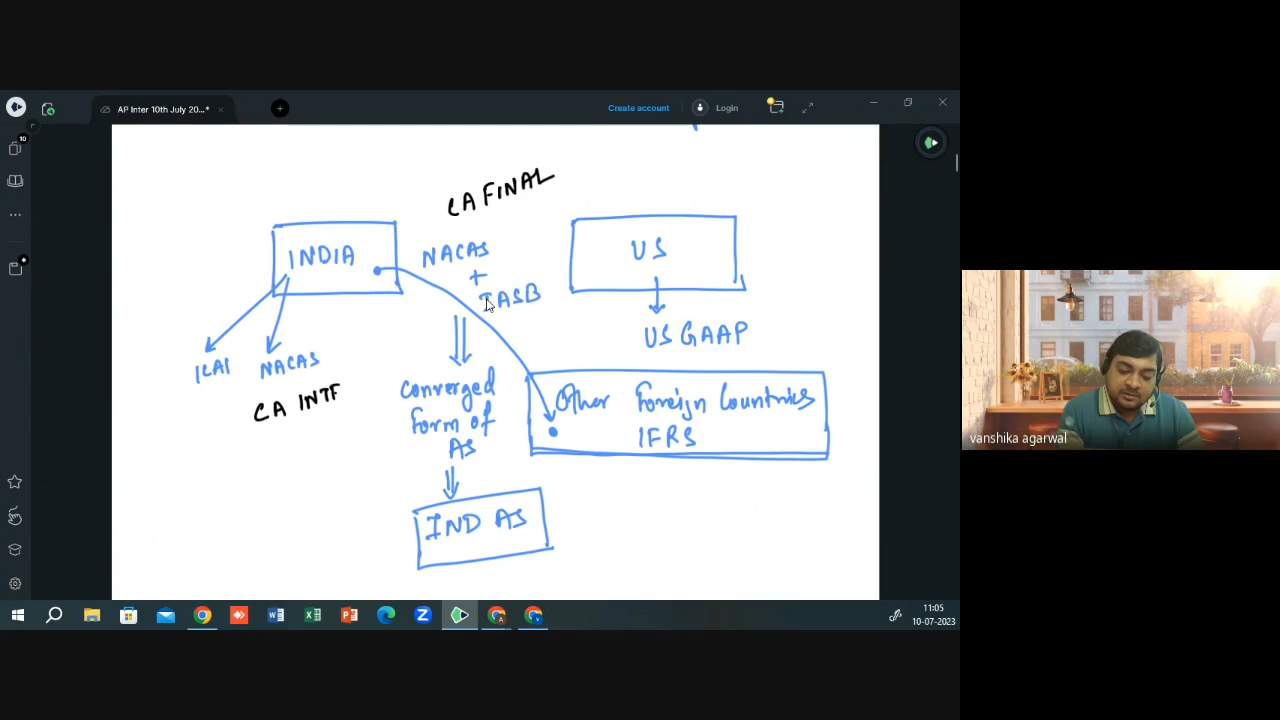 AP Inter 10th July 20...*
Create account
Login
10
CA FINAL
INDIA
NACAS
+
IASB
US
US GAAP
ICAI
NACAS
CA INTF
Converged
form of
AS
Other Foreign Countries
IFRS
IND AS
vanshika agarwal
11:05
10-07-2023